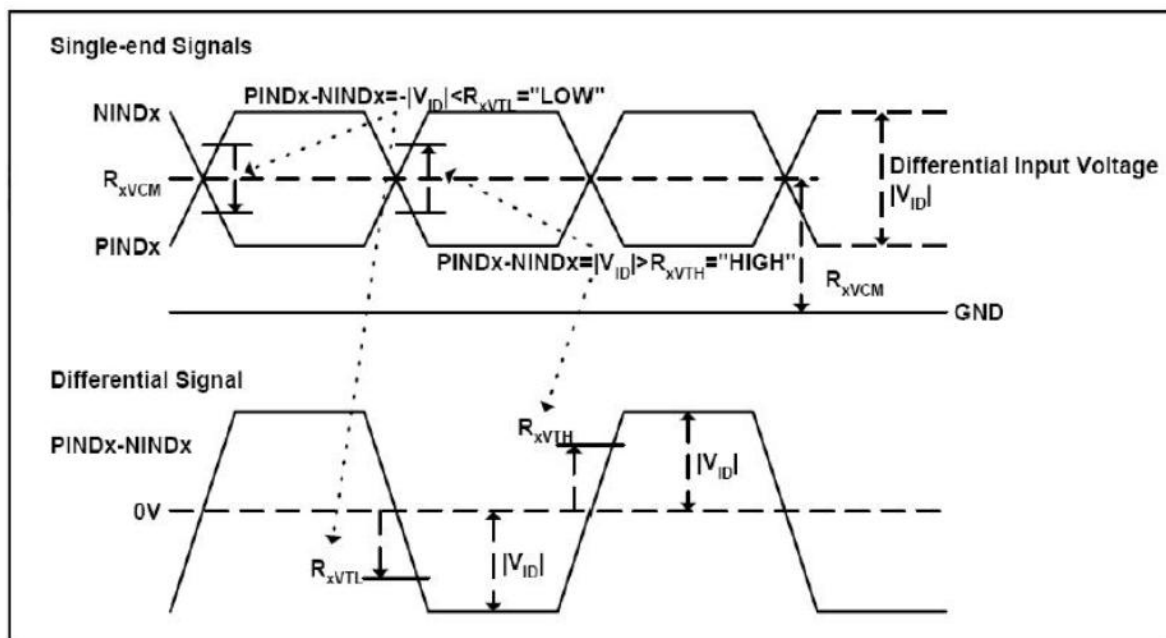 Single-end Signals
PINDx-NINDx=-|VID|<RxVTL="LOW"
NINDx
RxVCM
Differential Input Voltage
|VID|
PINDx
PINDx-NINDx=|VID|>RxVTH="HIGH"
RxVCM
GND
Differential Signal
RxVTH
PINDx-NINDx
|VID|
0V
RxVTL
|VID|